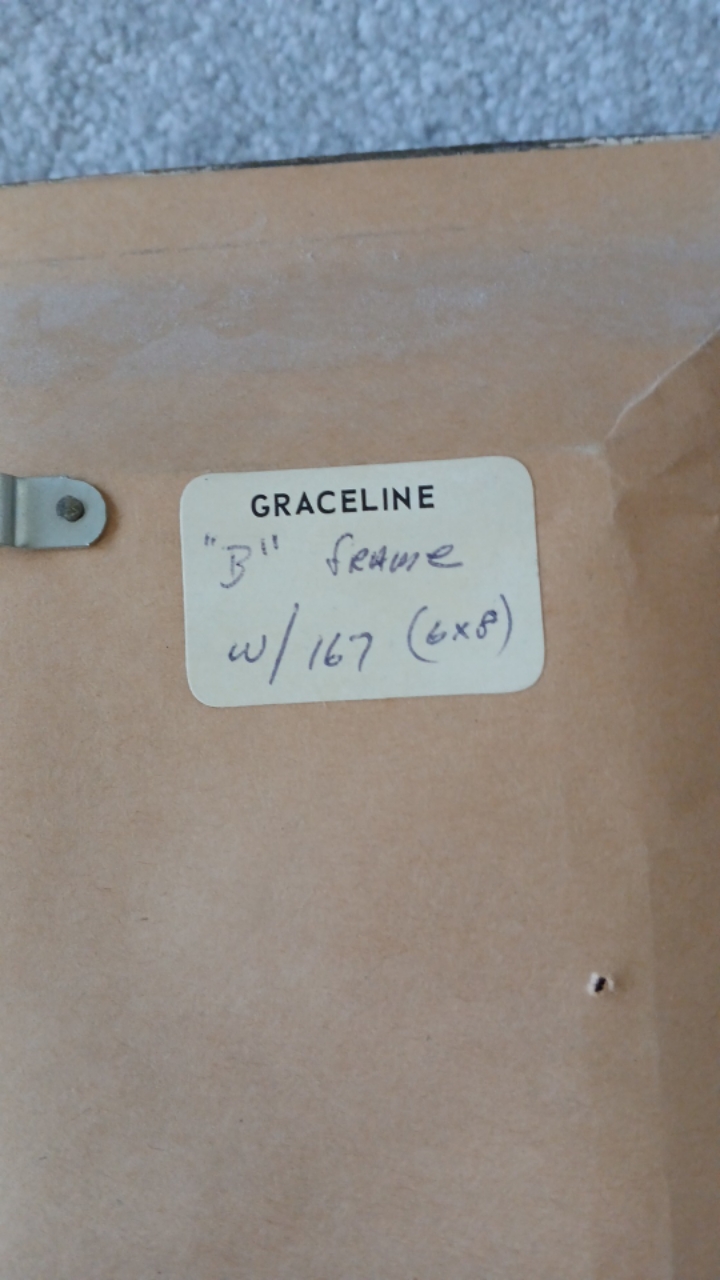 GRACELINE
"B" frame
w/ 167 (6x8)